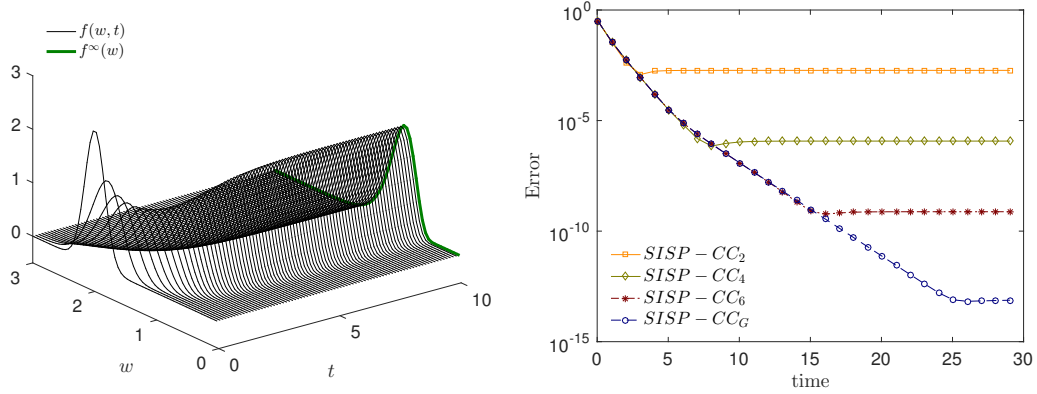 f(w, t)
f^∞(w)
3
2
1
0
3
2
1
0
w
0
5
10
t
10^0
10^-5
10^-10
10^-15
Error
SISP − CC_2
SISP − CC_4
SISP − CC_6
SISP − CC_G
0 5 10 15 20 25 30
time